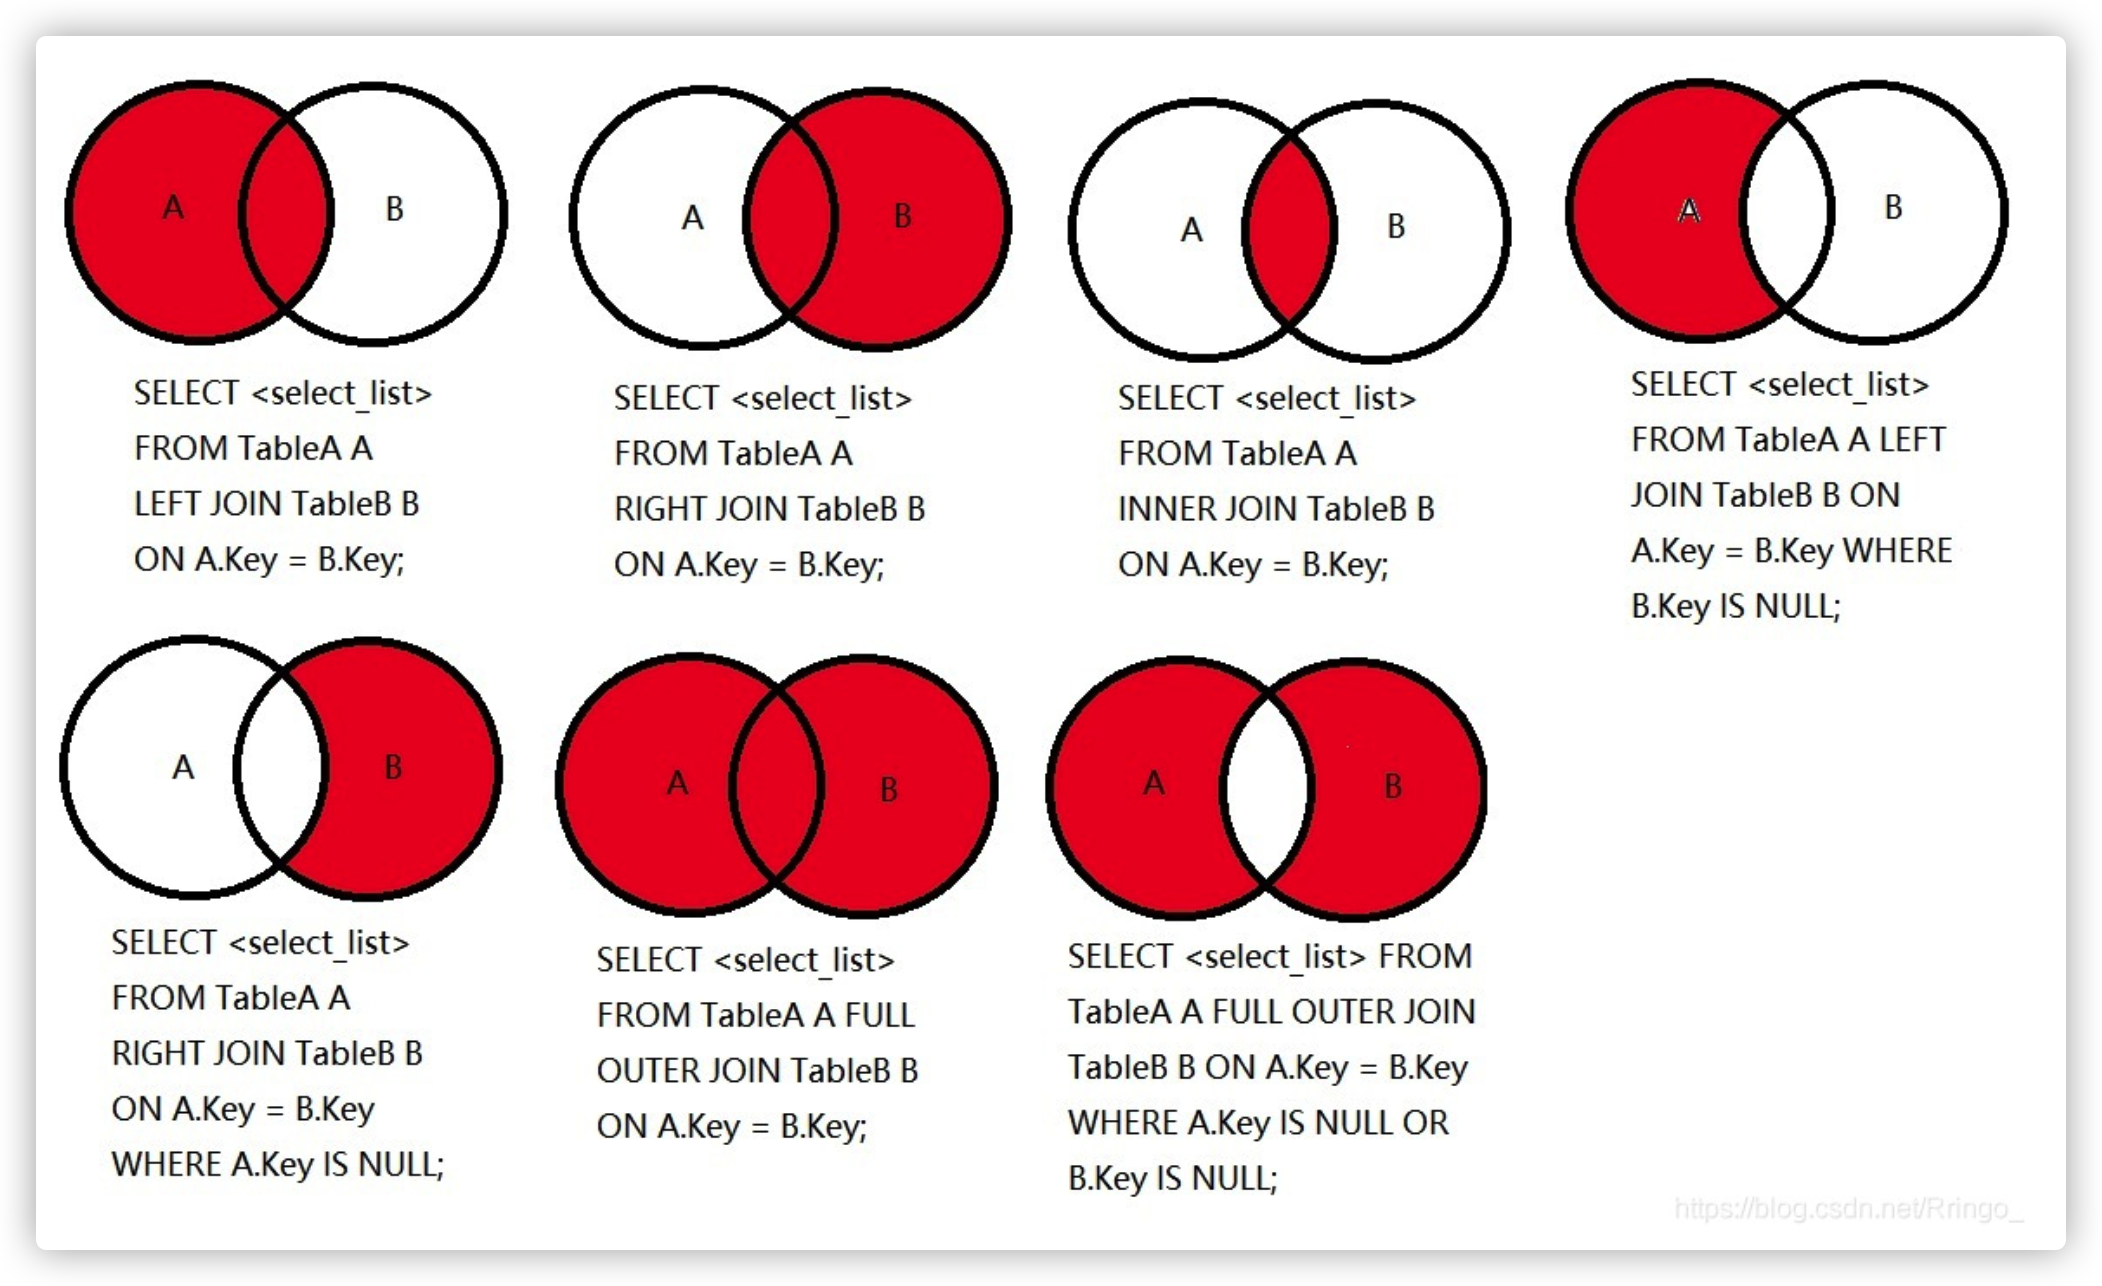 A
B
SELECT <select_list>
FROM TableA A
LEFT JOIN TableB B
ON A.Key = B.Key;
A
B
SELECT <select_list>
FROM TableA A
RIGHT JOIN TableB B
ON A.Key = B.Key;
A
B
SELECT <select_list>
FROM TableA A
INNER JOIN TableB B
ON A.Key = B.Key;
A
B
SELECT <select_list>
FROM TableA A LEFT
JOIN TableB B ON
A.Key = B.Key WHERE
B.Key IS NULL;
A
B
SELECT <select_list>
FROM TableA A
RIGHT JOIN TableB B
ON A.Key = B.Key
WHERE A.Key IS NULL;
A
B
SELECT <select_list>
FROM TableA A FULL
OUTER JOIN TableB B
ON A.Key = B.Key;
A
B
SELECT <select_list> FROM
TableA A FULL OUTER JOIN
TableB B ON A.Key = B.Key
WHERE A.Key IS NULL OR
B.Key IS NULL;
https://blog.csdn.net/Rringo_